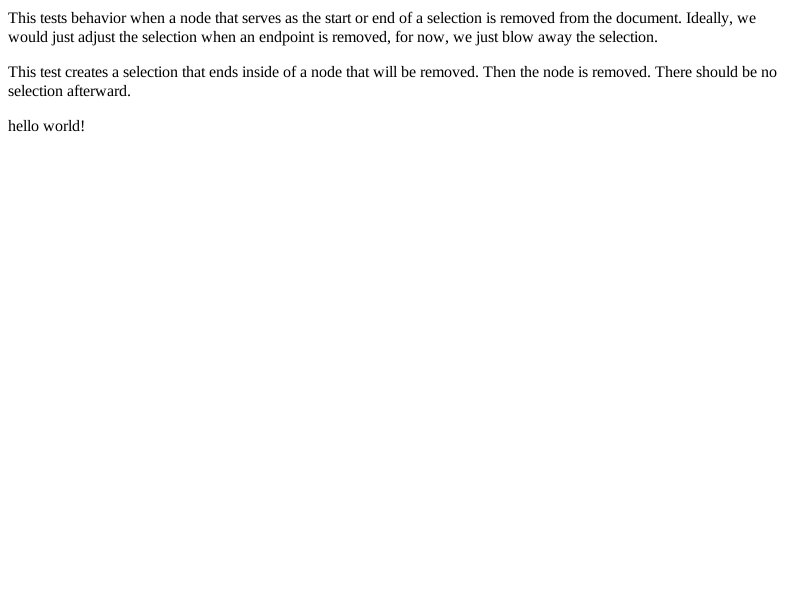 This tests behavior when a node that serves as the start or end of a selection is removed from the document. Ideally, we
would just adjust the selection when an endpoint is removed, for now, we just blow away the selection.
This test creates a selection that ends inside of a node that will be removed. Then the node is removed. There should be no
selection afterward.
hello world!